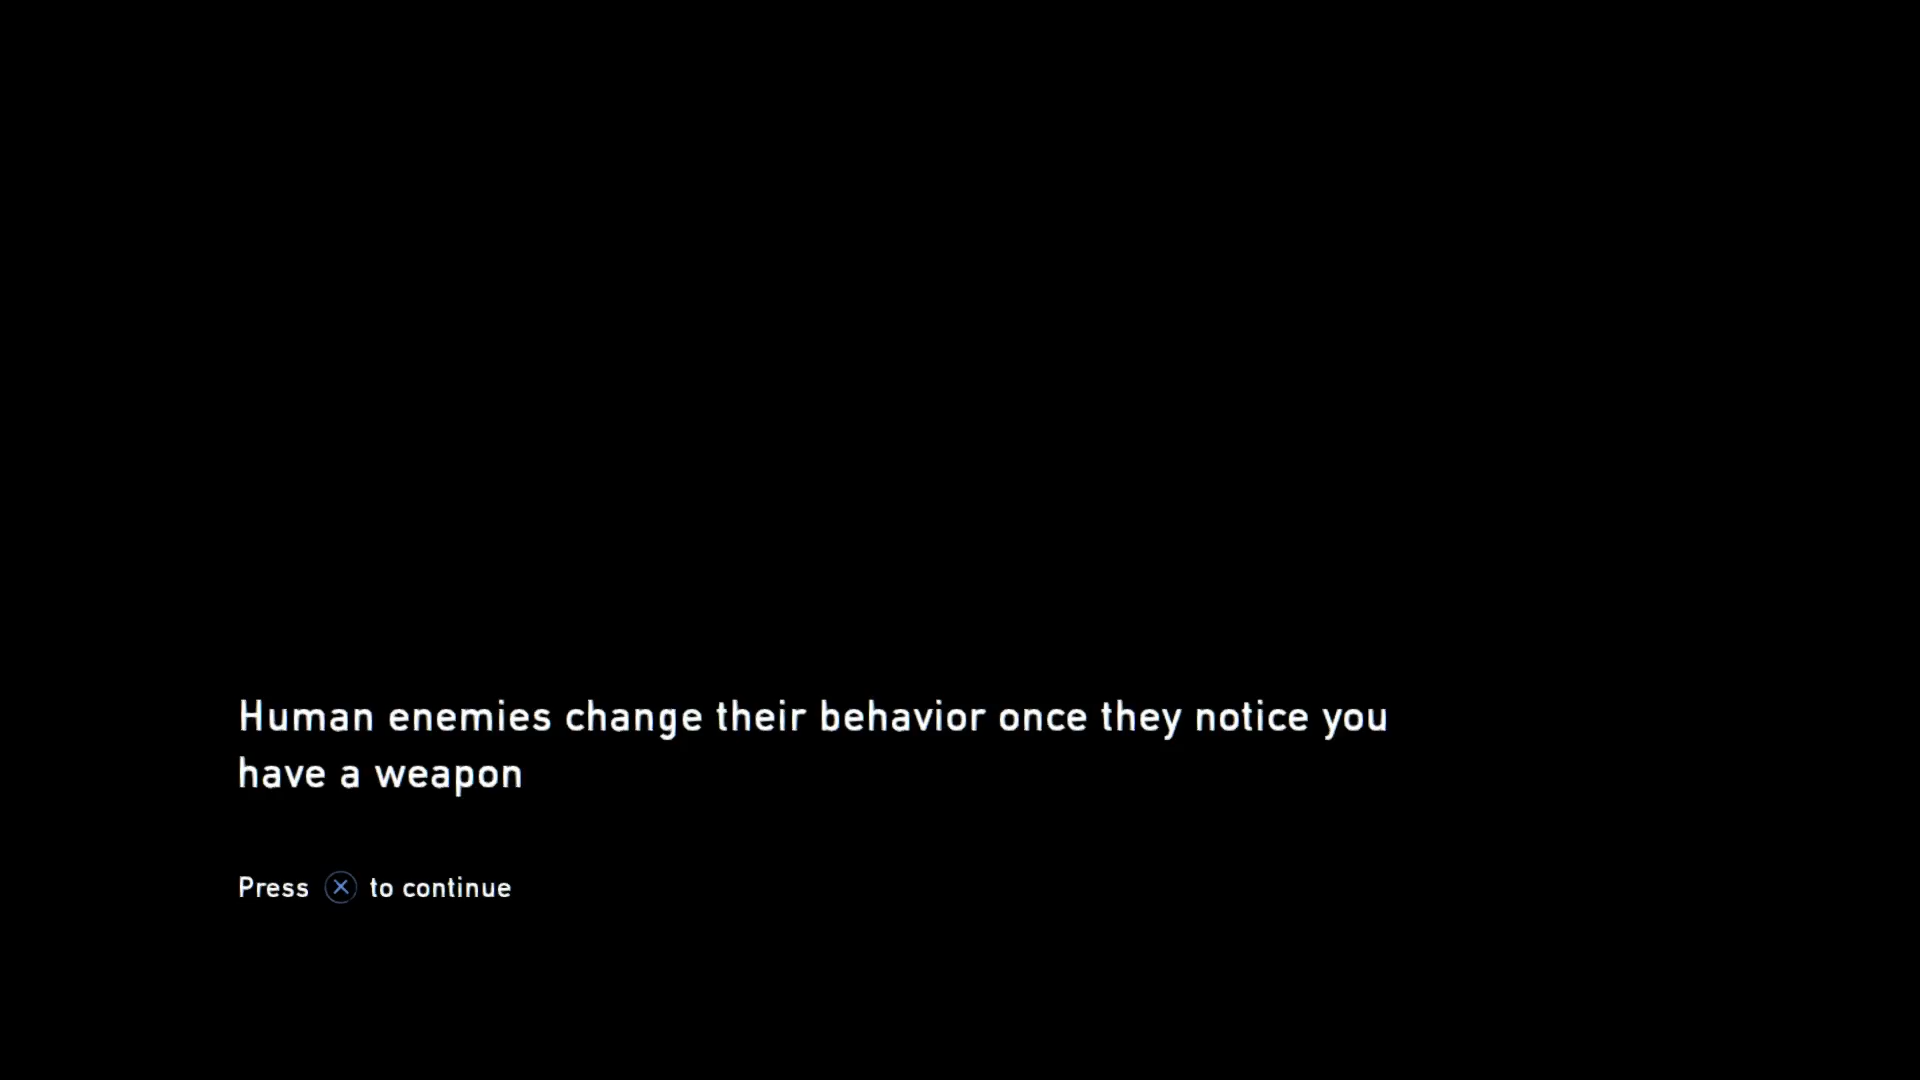 Human enemies change their behavior once they notice you
have a weapon
Press ⓧ to continue